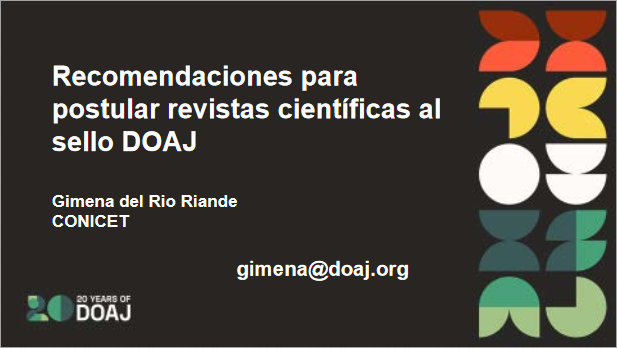 Recomendaciones para
postular revistas científicas al
sello DOAJ
Gimena del Rio Riande
CONICET
gimena@doaj.org
20 20 YEARS OF
DOAJ